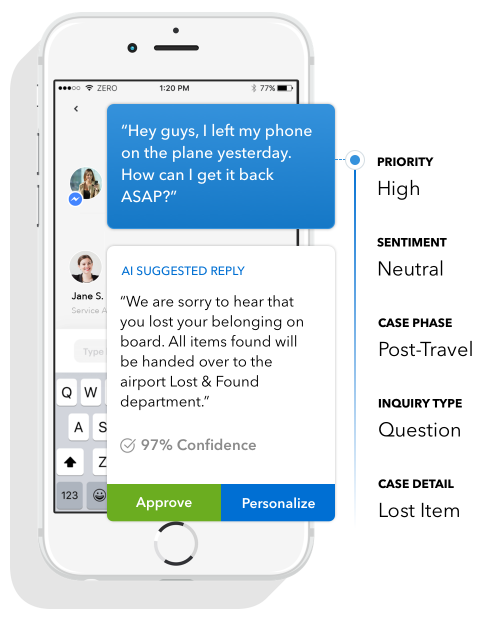 ZERO
1:20 PM
77%
"Hey guys, I left my phone
on the plane yesterday.
How can I get it back
ASAP?"
AI SUGGESTED REPLY
"We are sorry to hear that
you lost your belonging on
board. All items found will
be handed over to the
airport Lost & Found
department."
97% Confidence
Approve
Personalize
Jane S.
Service A
Type
Q W
A S
Z
123
PRIORITY
High
SENTIMENT
Neutral
CASE PHASE
Post-Travel
INQUIRY TYPE
Question
CASE DETAIL
Lost Item